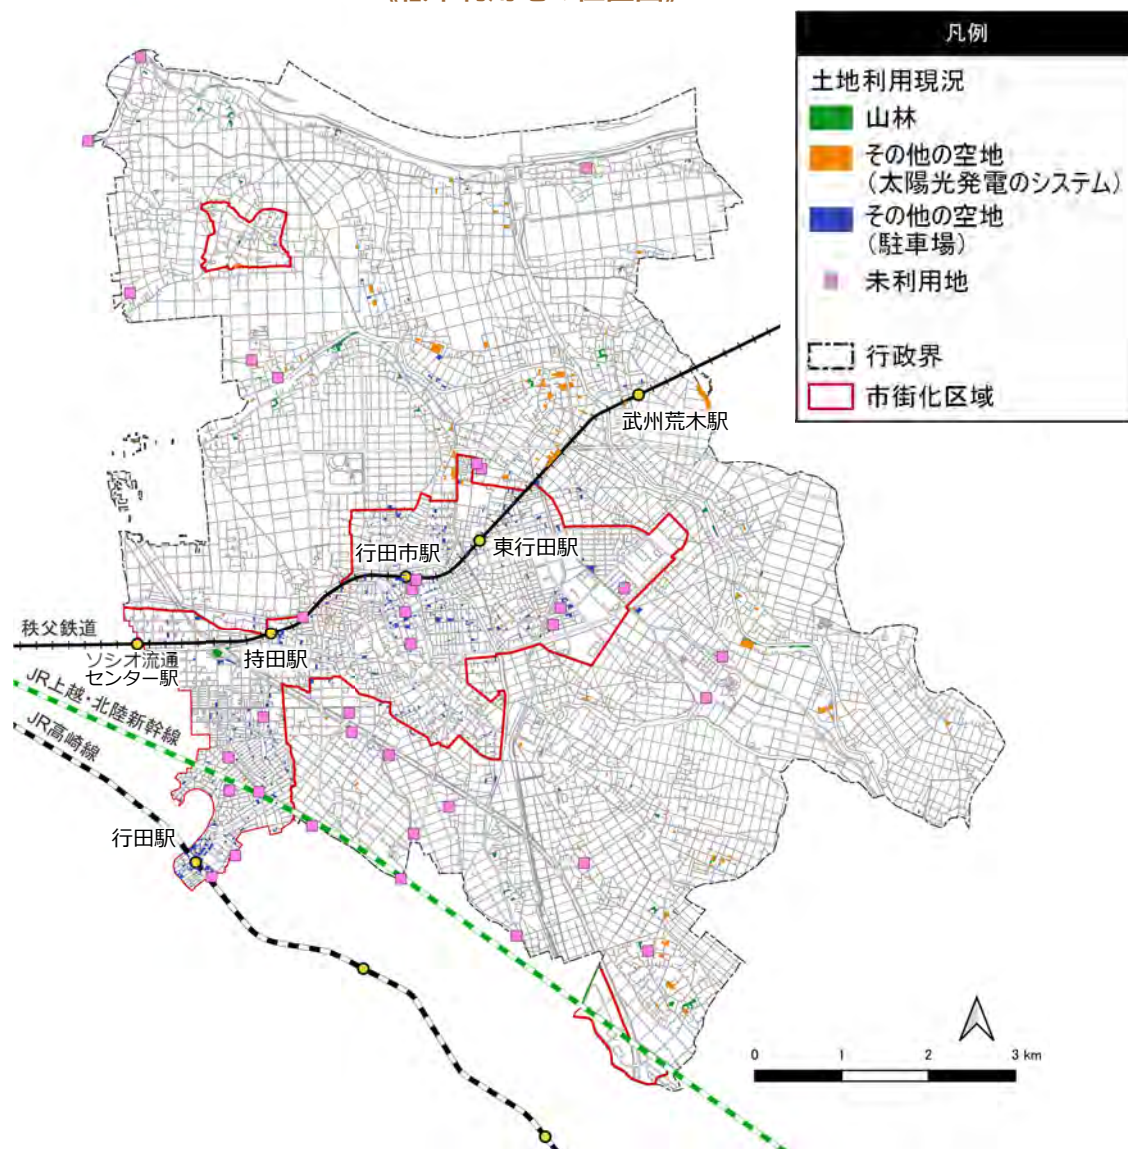 凡例
土地利用現況
山林
その他の空地
(太陽光発電のシステム)
その他の空地
(駐車場)
未利用地
行政界
市街化区域
武州荒木駅
東行田駅
行田市駅
秩父鉄道
持田駅
ソシオ流通
センター駅
JR上越・北陸新幹線
JR高崎線
行田駅
0 1 2 3 km